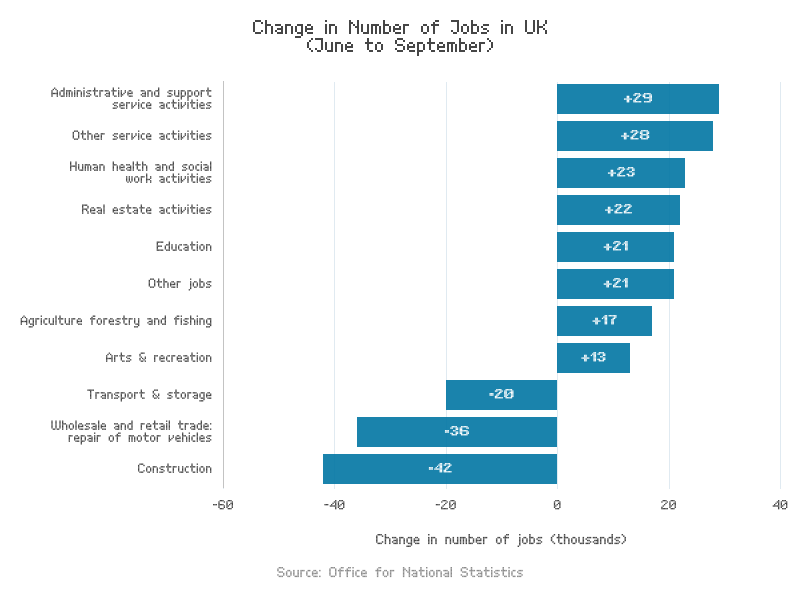 Change in Number of Jobs in UK
(June to September)
Administrative and support
service activities
+29
Other service activities
+28
Human health and social
work activities
+23
Real estate activities
+22
Education
+21
Other jobs
+21
Agriculture forestry and fishing
+17
Arts & recreation
+13
Transport & storage
-20
Wholesale and retail trade:
repair of motor vehicles
-36
Construction
-42
-60 -40 -20 0 20 40
Change in number of jobs (thousands)
Source: Office for National Statistics